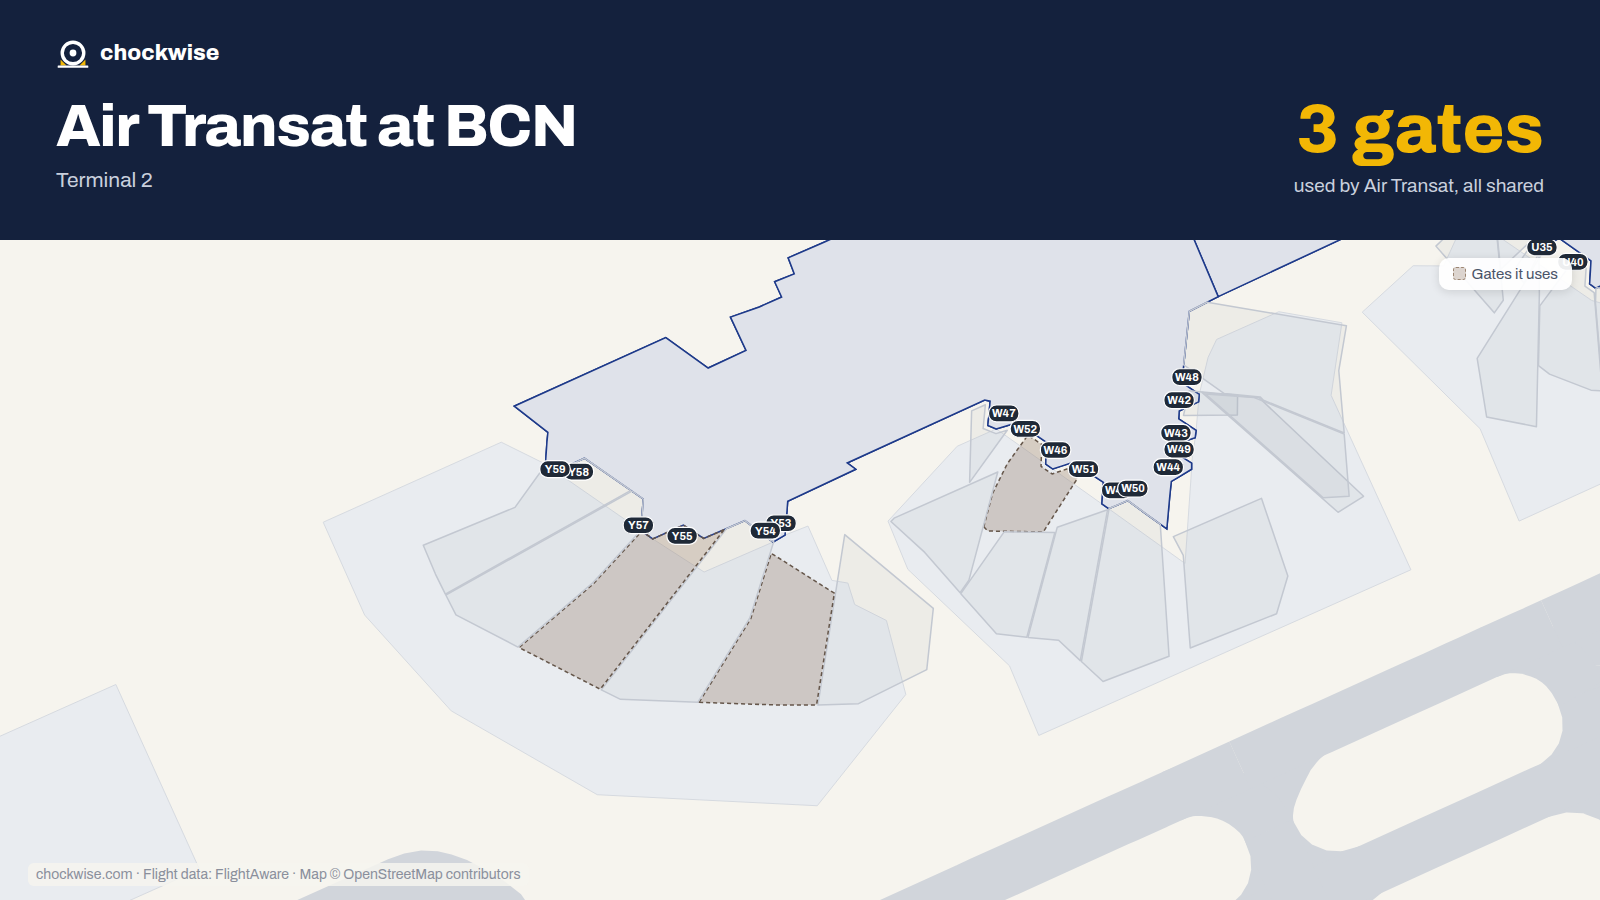 chockwise
Air Transat at BCN
Terminal 2
3 gates
used by Air Transat, all shared
U35
Gates it uses
W48
W42
W47
W52
W43
W46
W49
W51
W44
W50
Y59
Y58
Y57
Y55
Y54
Y53
chockwise.com · Flight data: FlightAware · Map © OpenStreetMap contributors